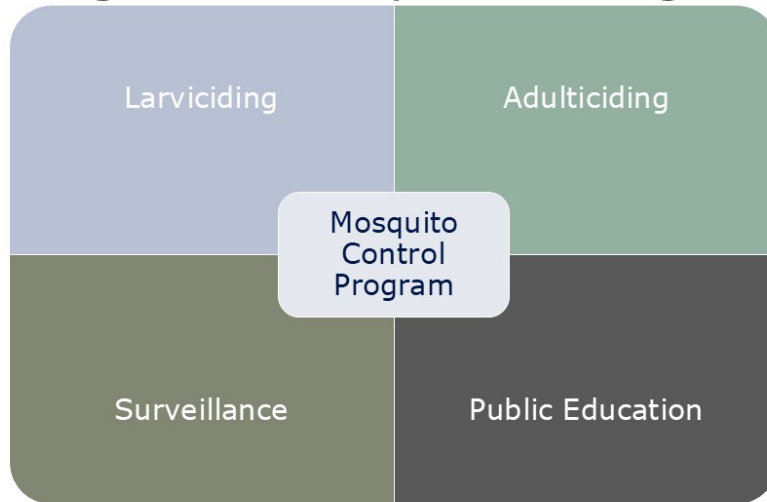 Larviciding
Adulticiding
Mosquito
Control
Program
Surveillance
Public Education